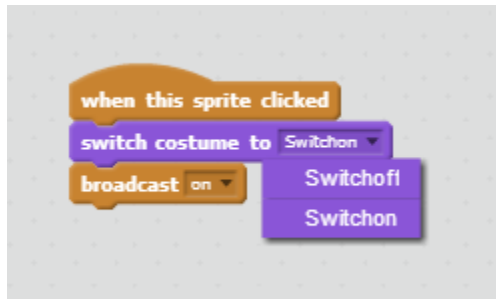 when this sprite clicked
switch costume to Switchon
broadcast on
Switchoff
Switchon